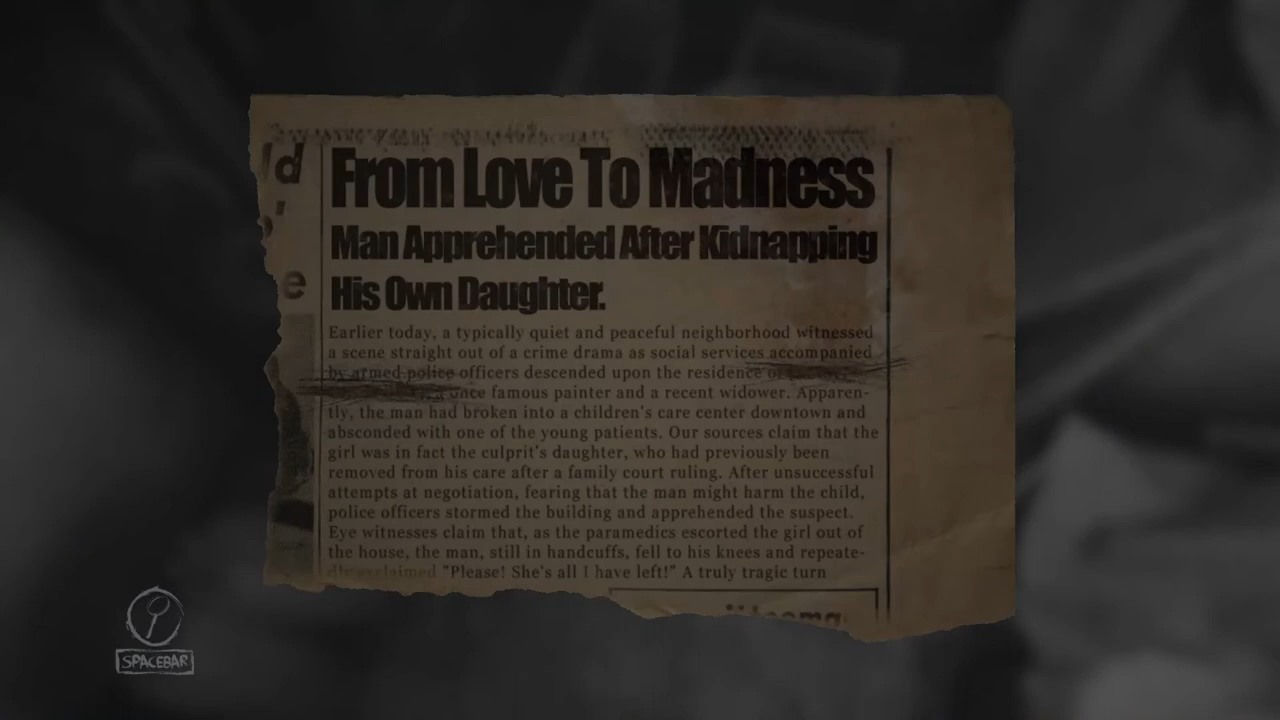 ld
From Love To Madness
Man Apprehended After Kidnapping
e
His Own Daughter.
Earlier today, a typically quiet and peaceful neighborhood witnessed
a scene straight out of a crime drama as social services accompanied
by armed police officers descended upon the residence of
a once famous painter and a recent widower. Apparen-
tly, the man had broken into a children's care center downtown and
absconded with one of the young patients. Our sources claim that the
girl was in fact the culprit's daughter, who had previously been
removed from his care after a family court ruling. After unsuccessful
attempts at negotiation, fearing that the man might harm the child,
police officers stormed the building and apprehended the suspect.
Eye witnesses claim that, as the paramedics escorted the girl out of
the house, the man, still in handcuffs, fell to his knees and repeate-
dly exclaimed "Please! She's all I have left!" A truly tragic turn
SPACEBAR